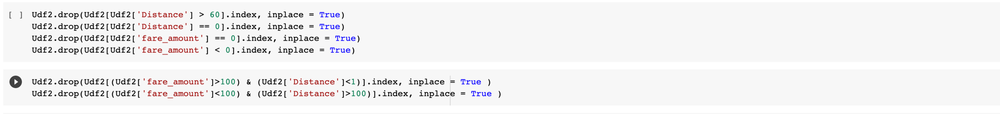 [ ] Udf2.drop(Udf2[Udf2['Distance'] > 60].index, inplace = True)
Udf2.drop(Udf2[Udf2['Distance'] == 0].index, inplace = True)
Udf2.drop(Udf2[Udf2['fare_amount'] == 0].index, inplace = True)
Udf2.drop(Udf2[Udf2['fare_amount'] < 0].index, inplace = True)
Udf2.drop(Udf2[(Udf2['fare_amount']>100) & (Udf2['Distance']<1)].index, inplace = True )
Udf2.drop(Udf2[(Udf2['fare_amount']<100) & (Udf2['Distance']>100)].index, inplace = True )